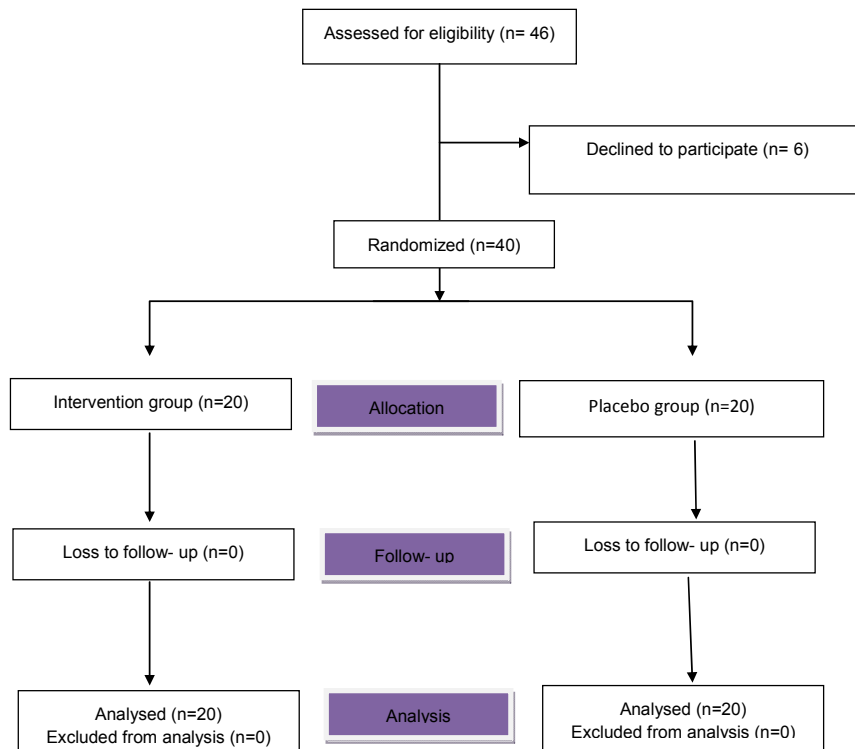 Assessed for eligibility (n= 46)
Declined to participate (n= 6)
Randomized (n=40)
Intervention group (n=20)
Allocation
Placebo group (n=20)
Loss to follow- up (n=0)
Follow- up
Loss to follow- up (n=0)
Analysed (n=20)
Excluded from analysis (n=0)
Analysis
Analysed (n=20)
Excluded from analysis (n=0)